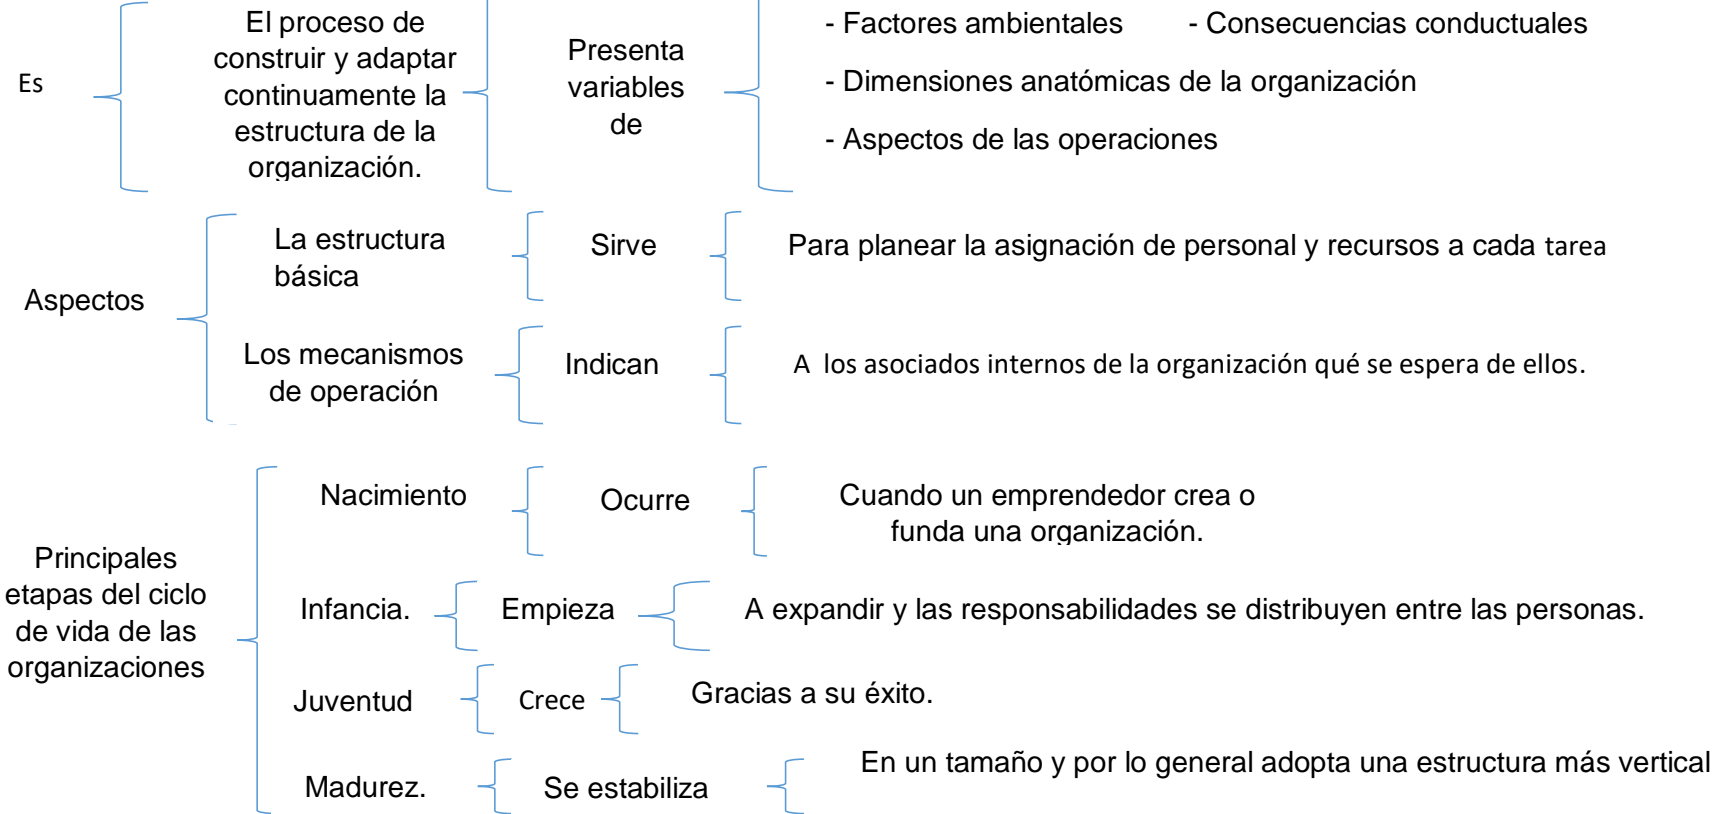 Es
El proceso de
construir y adaptar
continuamente la
estructura de la
organización.
Presenta
variables
de
- Factores ambientales - Consecuencias conductuales
- Dimensiones anatómicas de la organización
- Aspectos de las operaciones
Aspectos
La estructura
básica
Sirve
Para planear la asignación de personal y recursos a cada tarea
Los mecanismos
de operación
Indican
A los asociados internos de la organización qué se espera de ellos.
Principales
etapas del ciclo
de vida de las
organizaciones
Nacimiento
Ocurre
Cuando un emprendedor crea o
funda una organización.
Infancia.
Empieza
A expandir y las responsabilidades se distribuyen entre las personas.
Juventud
Crece
Gracias a su éxito.
Madurez.
Se estabiliza
En un tamaño y por lo general adopta una estructura más vertical